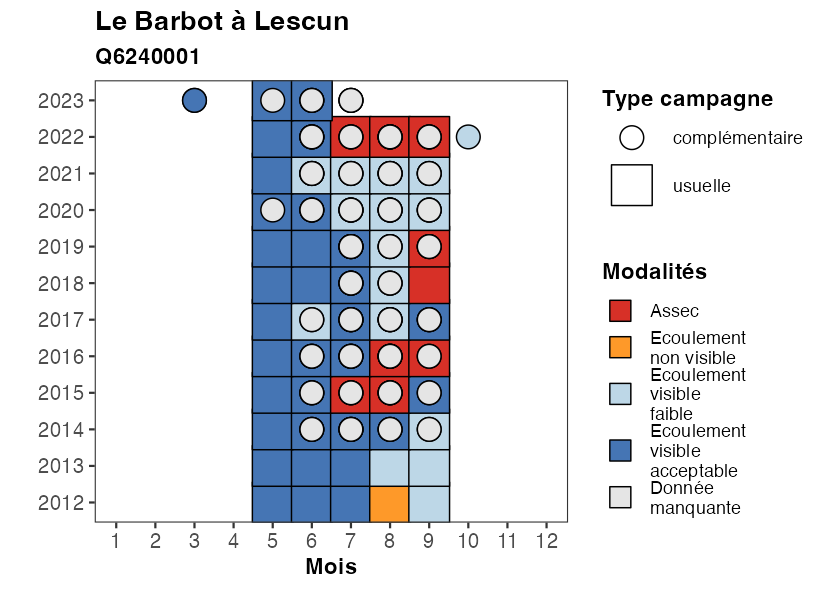 Le Barbot à Lescun
Q6240001
2023
2022
2021
2020
2019
2018
2017
2016
2015
2014
2013
2012
1 2 3 4 5 6 7 8 9 10 11 12
Mois
Type campagne
complémentaire
usuelle
Modalités
Assec
Ecoulement
non visible
Ecoulement
visible
faible
Ecoulement
visible
acceptable
Donnée
manquante